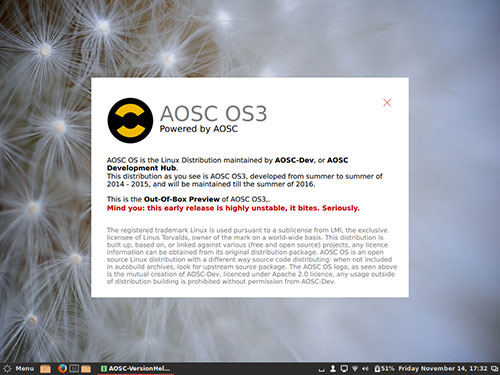 AOSC OS3
Powered by AOSC
AOSC OS is the Linux Distribution maintained by AOSC-Dev, or AOSC
Development Hub.
This distribution as you see is AOSC OS3, developed from summer to summer of
2014 - 2015, and will be maintained till the summer of 2016.
This is the Out-Of-Box Preview of AOSC OS3,.
Mind you: this early release is highly unstable, it bites. Seriously.
The registered trademark Linux is used pursuant to a sublicense from LMI, the exclusive
licensee of Linus Torvalds, owner of the mark on a world-wide basis. This distribution is
built up, based on, or linked against various (free and open source) projects, any licence
information can be obtained from its original distribution package. AOSC OS is an open
source Linux distribution with a different way source code distributing: when not included
in autobuild archives, look for upstream source package. The AOSC OS logo, as seen above
is the mutual creation of AOSC-Dev, licenced under Apache 2.0 licence, any usage outside
of distribution building is prohibited without permission from AOSC-Dev.
Menu AOSC-VersionHel... 51% Friday November 14, 17:32